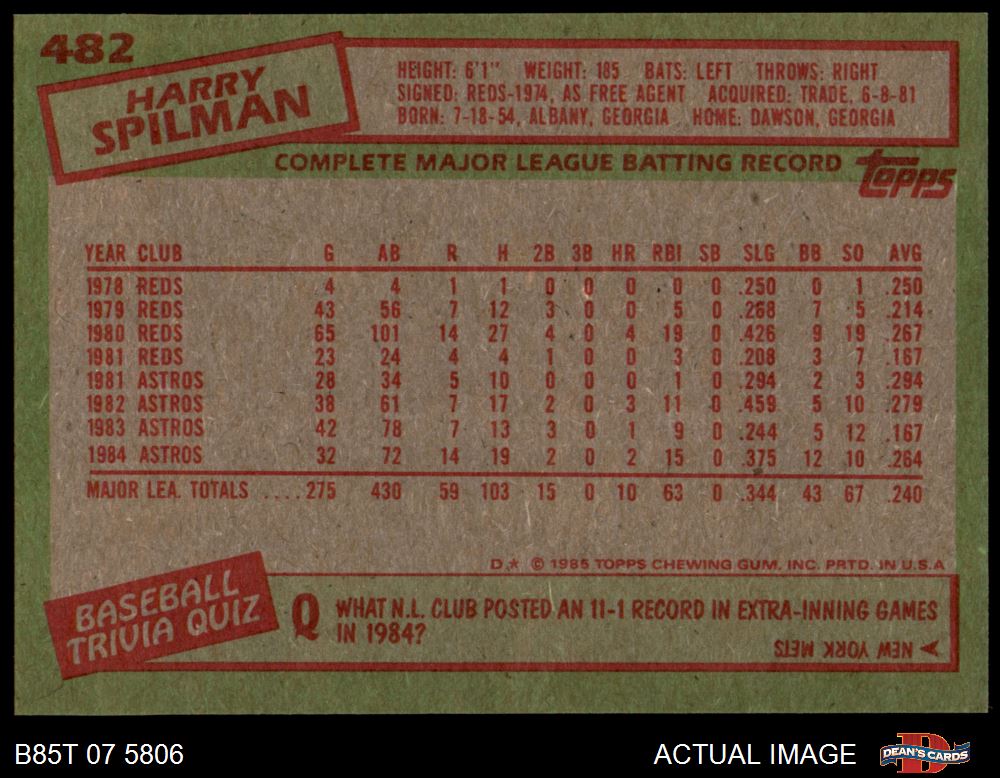 482
HARRY
SPILMAN
HEIGHT: 6'1" WEIGHT: 185 BATS: LEFT THROWS: RIGHT
SIGNED: REDS-1974, AS FREE AGENT ACQUIRED: TRADE, 6-8-81
BORN: 7-18-54, ALBANY, GEORGIA HOME: DAWSON, GEORGIA
COMPLETE MAJOR LEAGUE BATTING RECORD topps
YEAR CLUB G AB R H 2B 3B HR RBI SB SLG BB SO AVG
1978 REDS 4 4 1 1 0 0 0 0 0 .250 0 1 .250
1979 REDS 43 56 7 12 3 0 0 5 0 .268 7 5 .214
1980 REDS 65 101 14 27 4 0 4 19 0 .426 9 19 .267
1981 REDS 23 24 4 4 1 0 0 3 0 .208 3 7 .167
1981 ASTROS 28 34 5 10 0 0 0 1 0 .294 2 3 .294
1982 ASTROS 38 61 7 17 2 0 3 11 0 .459 5 10 .279
1983 ASTROS 42 78 7 13 3 0 1 9 0 .244 5 12 .167
1984 ASTROS 32 72 14 19 2 0 2 15 0 .375 12 10 .264
MAJOR LEA. TOTALS ....275 430 59 103 15 0 10 63 0 .344 43 67 .240
D* © 1985 TOPPS CHEWING GUM, INC. PRTD. IN U.S.A
BASEBALL
TRIVIA QUIZ
Q WHAT N.L. CLUB POSTED AN 11-1 RECORD IN EXTRA-INNING GAMES
IN 1984?
NEW YORK METS
B85T 07 5806 ACTUAL IMAGE D DEAN'S CARDS